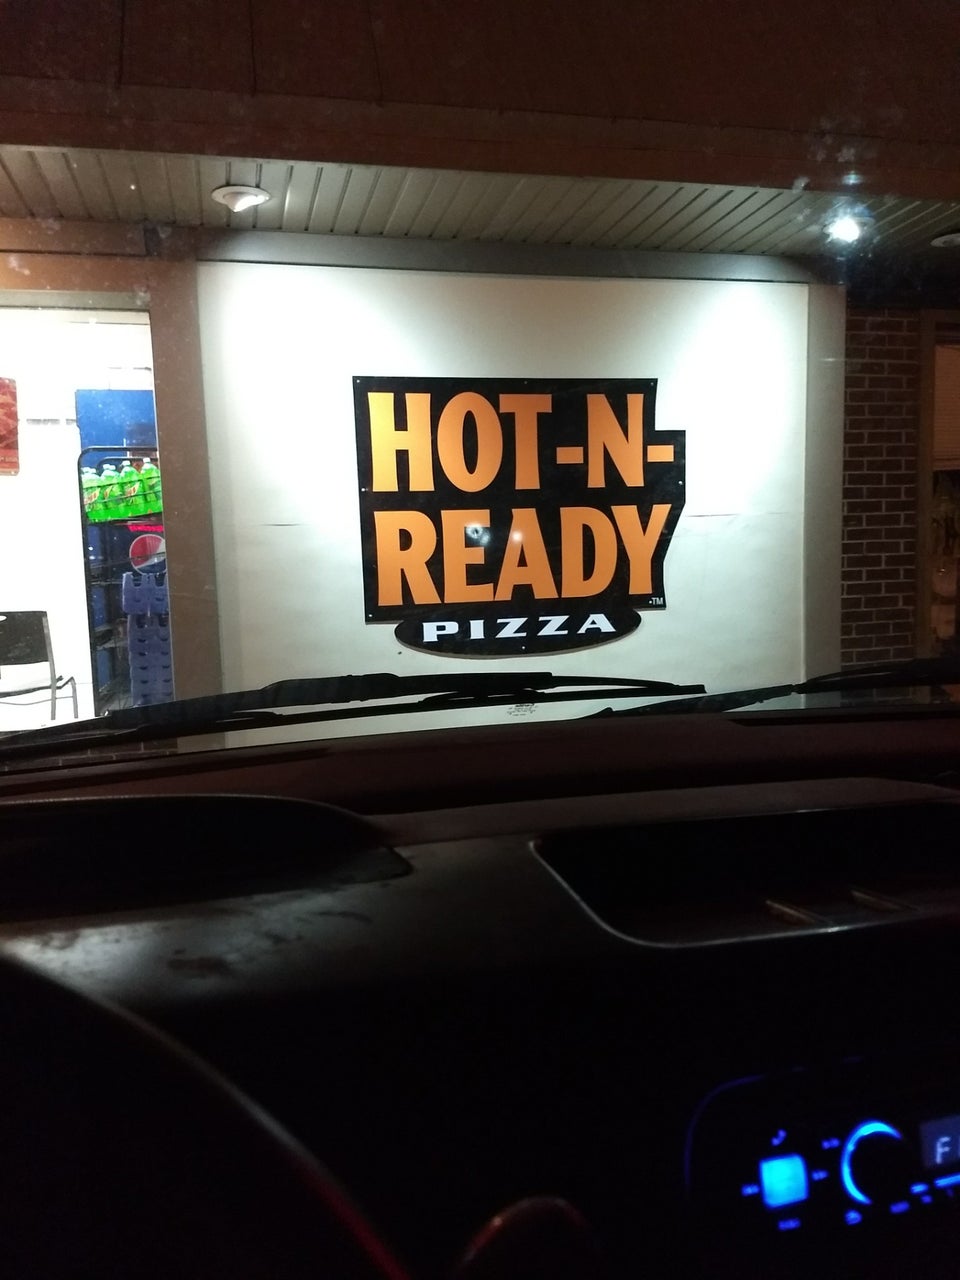 HOT-N-
READY
TM
PIZZA
F